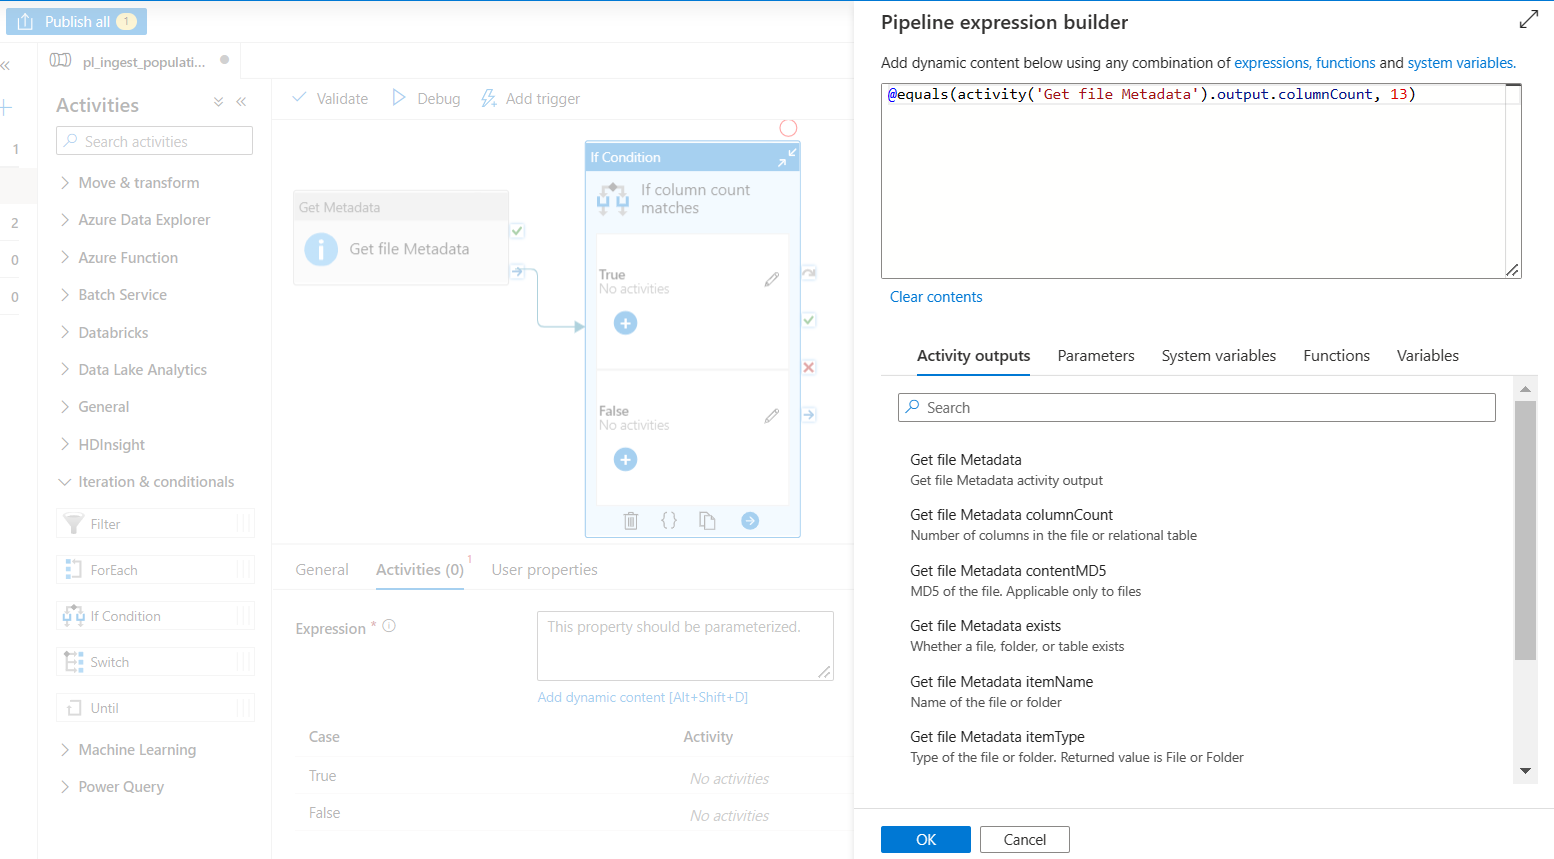 Publish all 1
«
pl_ingest_populati...
Activities
«
Search activities
1
2
0
0
Move & transform
Azure Data Explorer
Azure Function
Batch Service
Databricks
Data Lake Analytics
General
HDInsight
Iteration & conditionals
Filter
ForEach
If Condition
Switch
Until
Machine Learning
Power Query
Validate
Debug
Add trigger
Get Metadata
Get file Metadata
If Condition
If column count
matches
True
No activities
False
No activities
{}
General
Activities (0) 1
User properties
Expression *
This property should be parameterized.
Add dynamic content [Alt+Shift+D]
Case Activity
True No activities
False No activities
Pipeline expression builder
Add dynamic content below using any combination of expressions, functions and system variables.
@equals(activity('Get file Metadata').output.columnCount, 13)
Clear contents
Activity outputs Parameters System variables Functions Variables
Search
Get file Metadata
Get file Metadata activity output
Get file Metadata columnCount
Number of columns in the file or relational table
Get file Metadata contentMD5
MD5 of the file. Applicable only to files
Get file Metadata exists
Whether a file, folder, or table exists
Get file Metadata itemName
Name of the file or folder
Get file Metadata itemType
Type of the file or folder. Returned value is File or Folder
OK Cancel